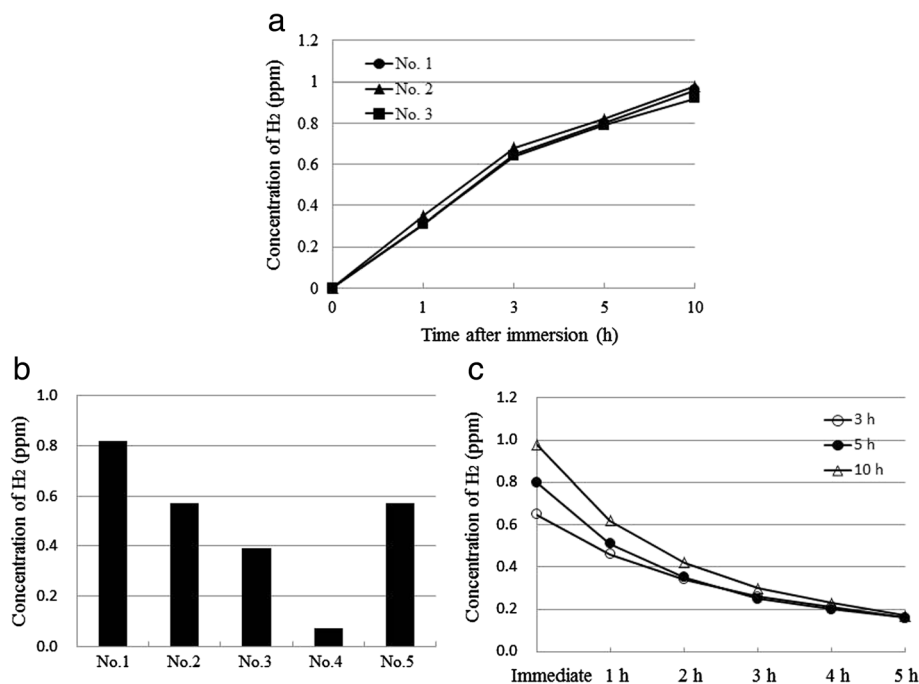 a
1.2
1
0.8
0.6
0.4
0.2
0
Concentration of H2 (ppm)
No. 1
No. 2
No. 3
0 1 3 5 10
Time after immersion (h)
b
1.0
0.8
0.6
0.4
0.2
0.0
Concentration of H2 (ppm)
No.1 No.2 No.3 No.4 No.5
c
1.2
1.0
0.8
0.6
0.4
0.2
0.0
Concentration of H2 (ppm)
3 h
5 h
10 h
Immediate 1 h 2 h 3 h 4 h 5 h